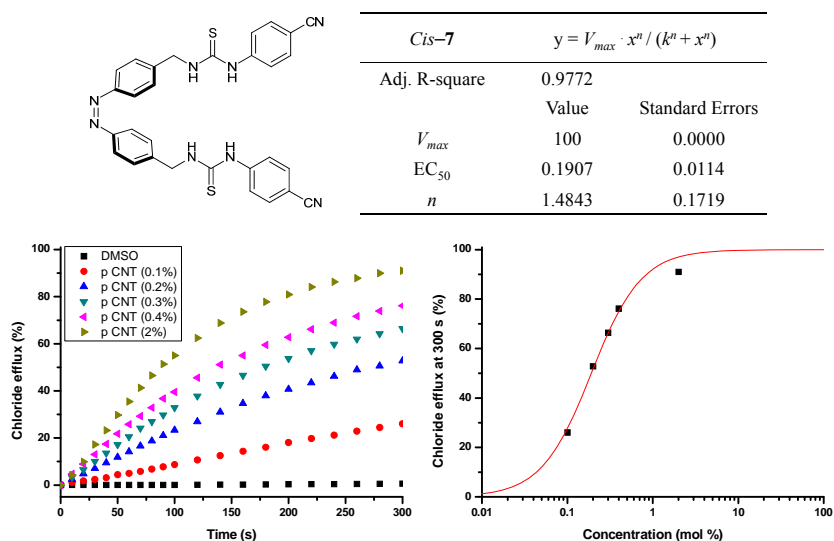 CN
S
N
H
N
H
N
N
N
H
N
H
S
CN
Cis–7 y = Vmax · xⁿ / (kⁿ + xⁿ)
Adj. R-square 0.9772
Value Standard Errors
Vmax 100 0.0000
EC₅₀ 0.1907 0.0114
n 1.4843 0.1719
100
80
60
40
20
0
Chloride efflux (%)
DMSO
p CNT (0.1%)
p CNT (0.2%)
p CNT (0.3%)
p CNT (0.4%)
p CNT (2%)
0 50 100 150 200 250 300
Time (s)
100
80
60
40
20
0
Chloride efflux at 300 s (%)
0.01 0.1 1 10 100
Concentration (mol %)